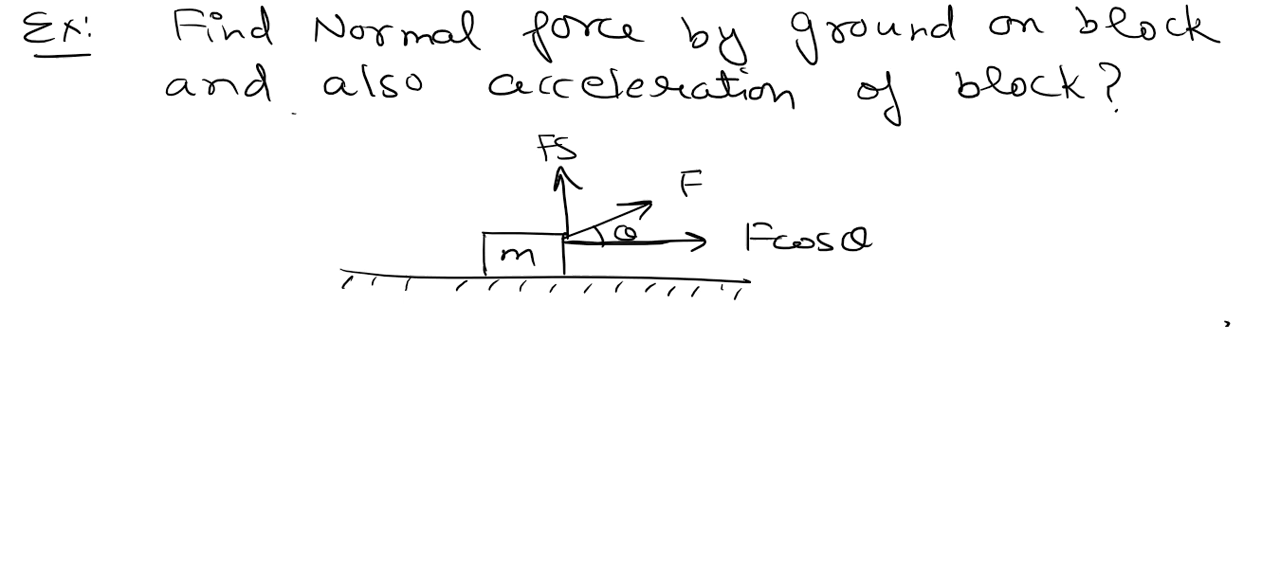 Ex: Find Normal force by ground on block
and also acceleration of block?
FS
F
θ
Fcosθ
m